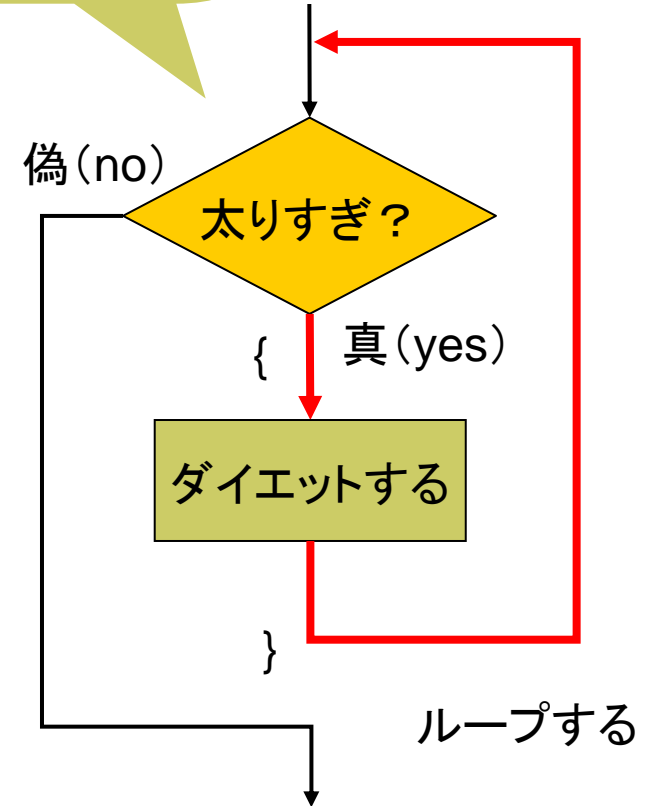 偽（no）
太りすぎ？
{
真（yes）
ダイエットする
}
ループする